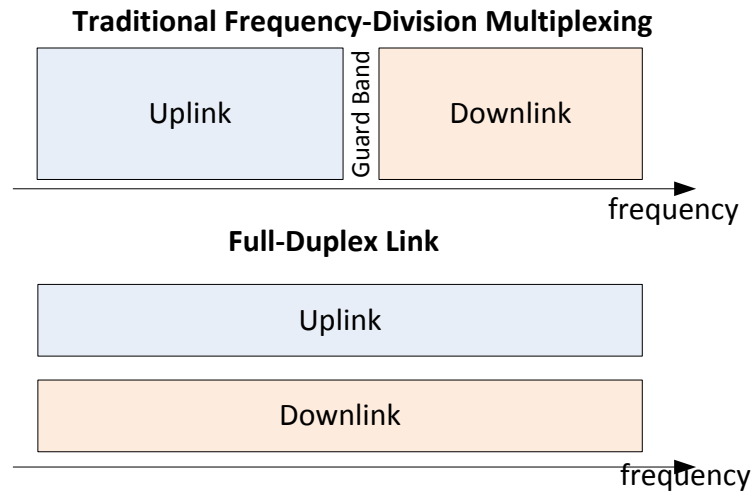 Traditional Frequency-Division Multiplexing
Uplink
Guard Band
Downlink
frequency
Full-Duplex Link
Uplink
Downlink
frequency